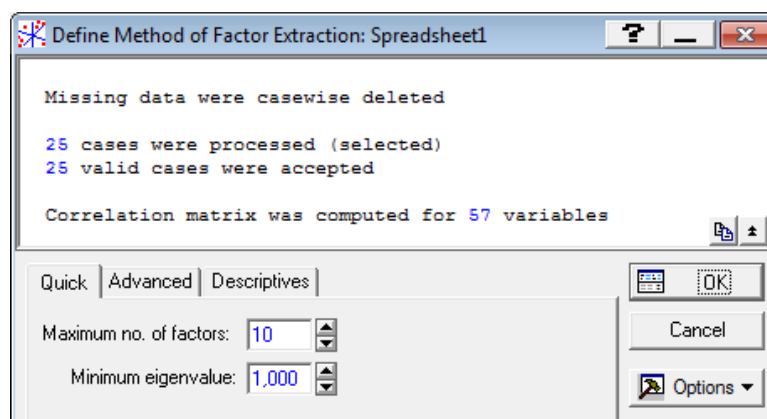 Define Method of Factor Extraction: Spreadsheet1
Missing data were casewise deleted
25 cases were processed (selected)
25 valid cases were accepted
Correlation matrix was computed for 57 variables
Quick Advanced Descriptives
OK
Maximum no. of factors: 10
Cancel
Minimum eigenvalue: 1,000
Options